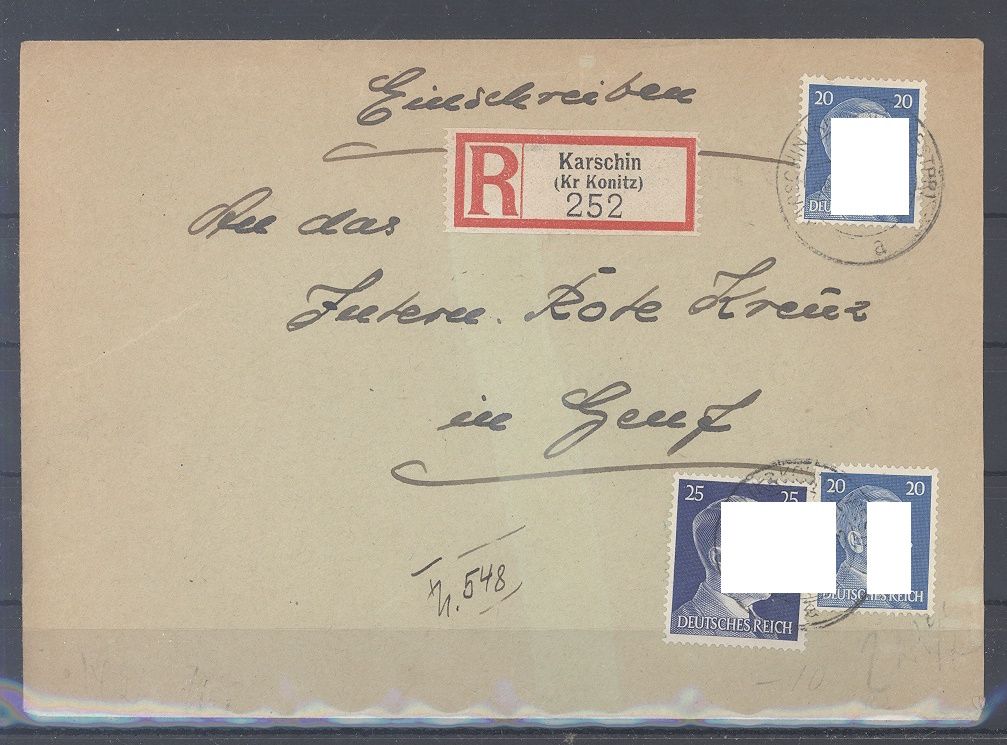 Einschreiben
20 20
R Karschin
(Kr Konitz)
252
An das
Intern. Rote Kreuz
in Genf
25 25
20 20
DEUTSCHES REICH
DEUTSCHES REICH
N. 548
a